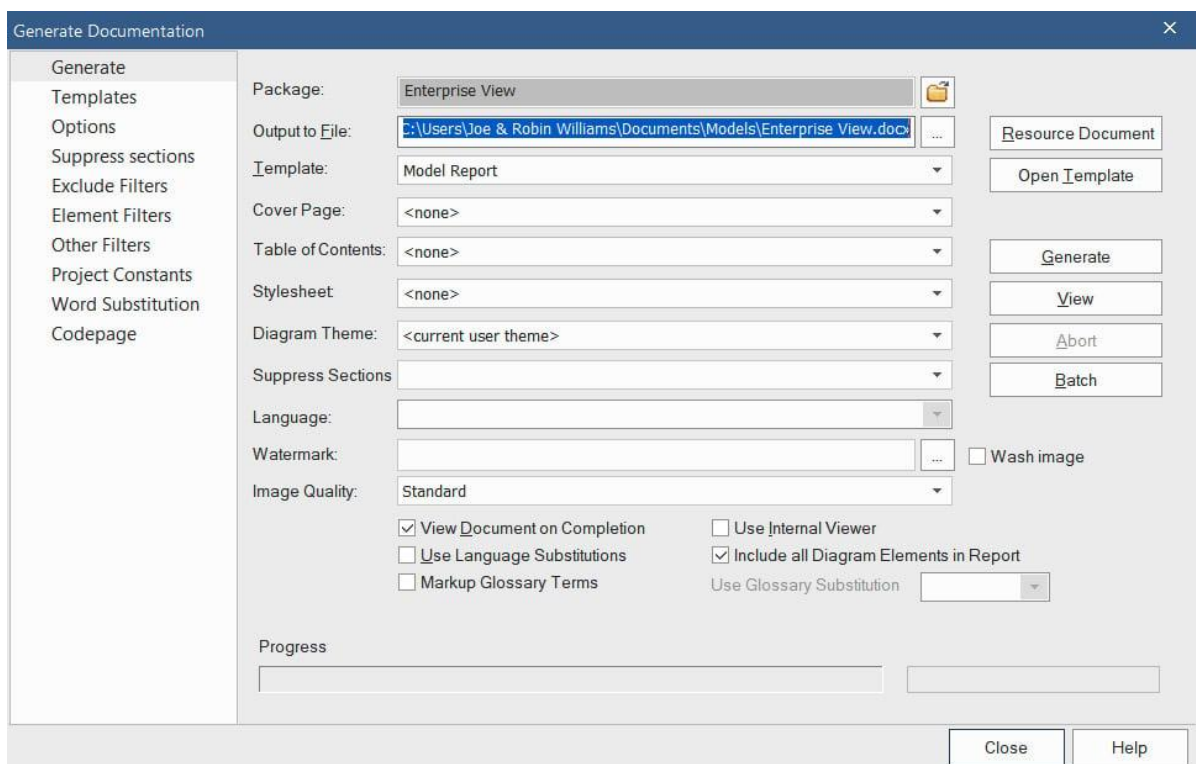 Generate Documentation
Generate
Templates
Options
Suppress sections
Exclude Filters
Element Filters
Other Filters
Project Constants
Word Substitution
Codepage
Package: Enterprise View
Output to File: C:\Users\Joe & Robin Williams\Documents\Models\Enterprise View.docx ... Resource Document
Template: Model Report Open Template
Cover Page: <none>
Table of Contents: <none> Generate
Stylesheet: <none> View
Diagram Theme: <current user theme> Abort
Suppress Sections Batch
Language:
Watermark: ... Wash image
Image Quality: Standard
View Document on Completion Use Internal Viewer
Use Language Substitutions Include all Diagram Elements in Report
Markup Glossary Terms Use Glossary Substitution
Progress
Close Help